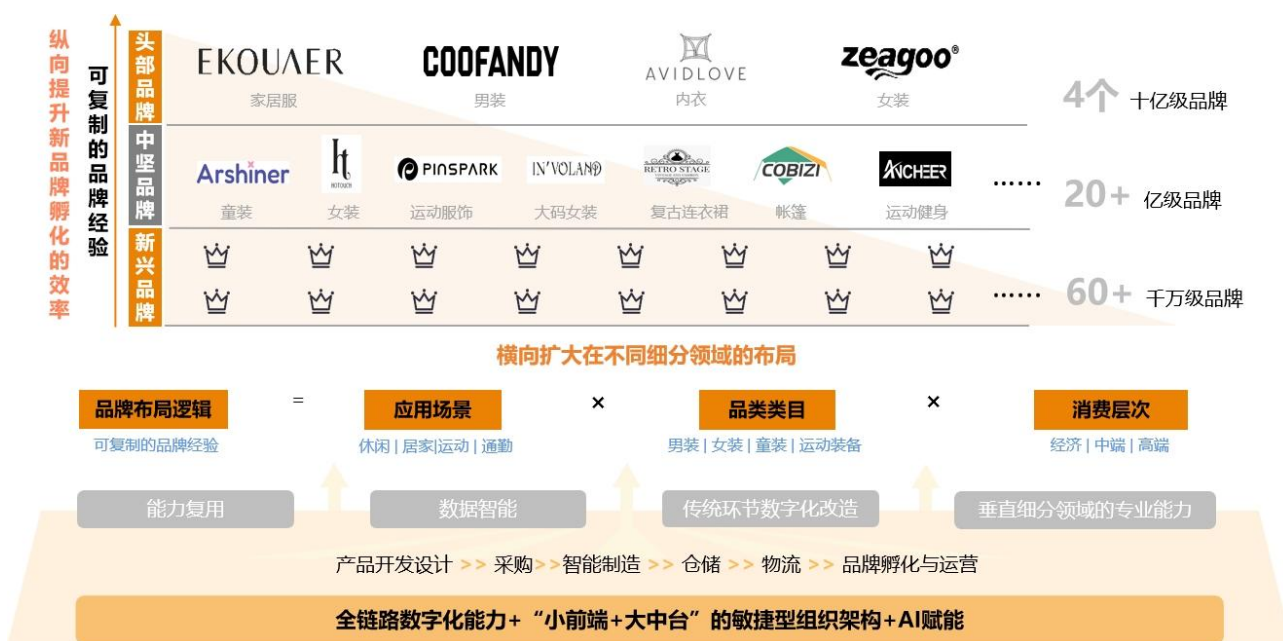 纵向提升新品牌孵化的效率
可复制的品牌经验
头部品牌
EKOUAER
COOFANDY
AVIDLOVE
zeagoo®
家居服
男装
内衣
女装
4个 十亿级品牌
中坚品牌
Arshiner
ht
HOTOUCH
PINSPARK
IN'VOLAND
RETRO STAGE
COBIZI
AICHEER
童装
女装
运动服饰
大码女装
复古连衣裙
帐篷
运动健身
……
20+ 亿级品牌
新兴品牌
…… 60+ 千万级品牌
横向扩大在不同细分领域的布局
品牌布局逻辑 = 应用场景 × 品类类目 × 消费层次
可复制的品牌经验
休闲|居家|运动|通勤
男装|女装|童装|运动装备
经济|中端|高端
能力复用
数据智能
传统环节数字化改造
垂直细分领域的专业能力
产品开发设计 >> 采购>>智能制造 >> 仓储 >> 物流 >> 品牌孵化与运营
全链路数字化能力+“小前端+大中台”的敏捷型组织架构+AI赋能